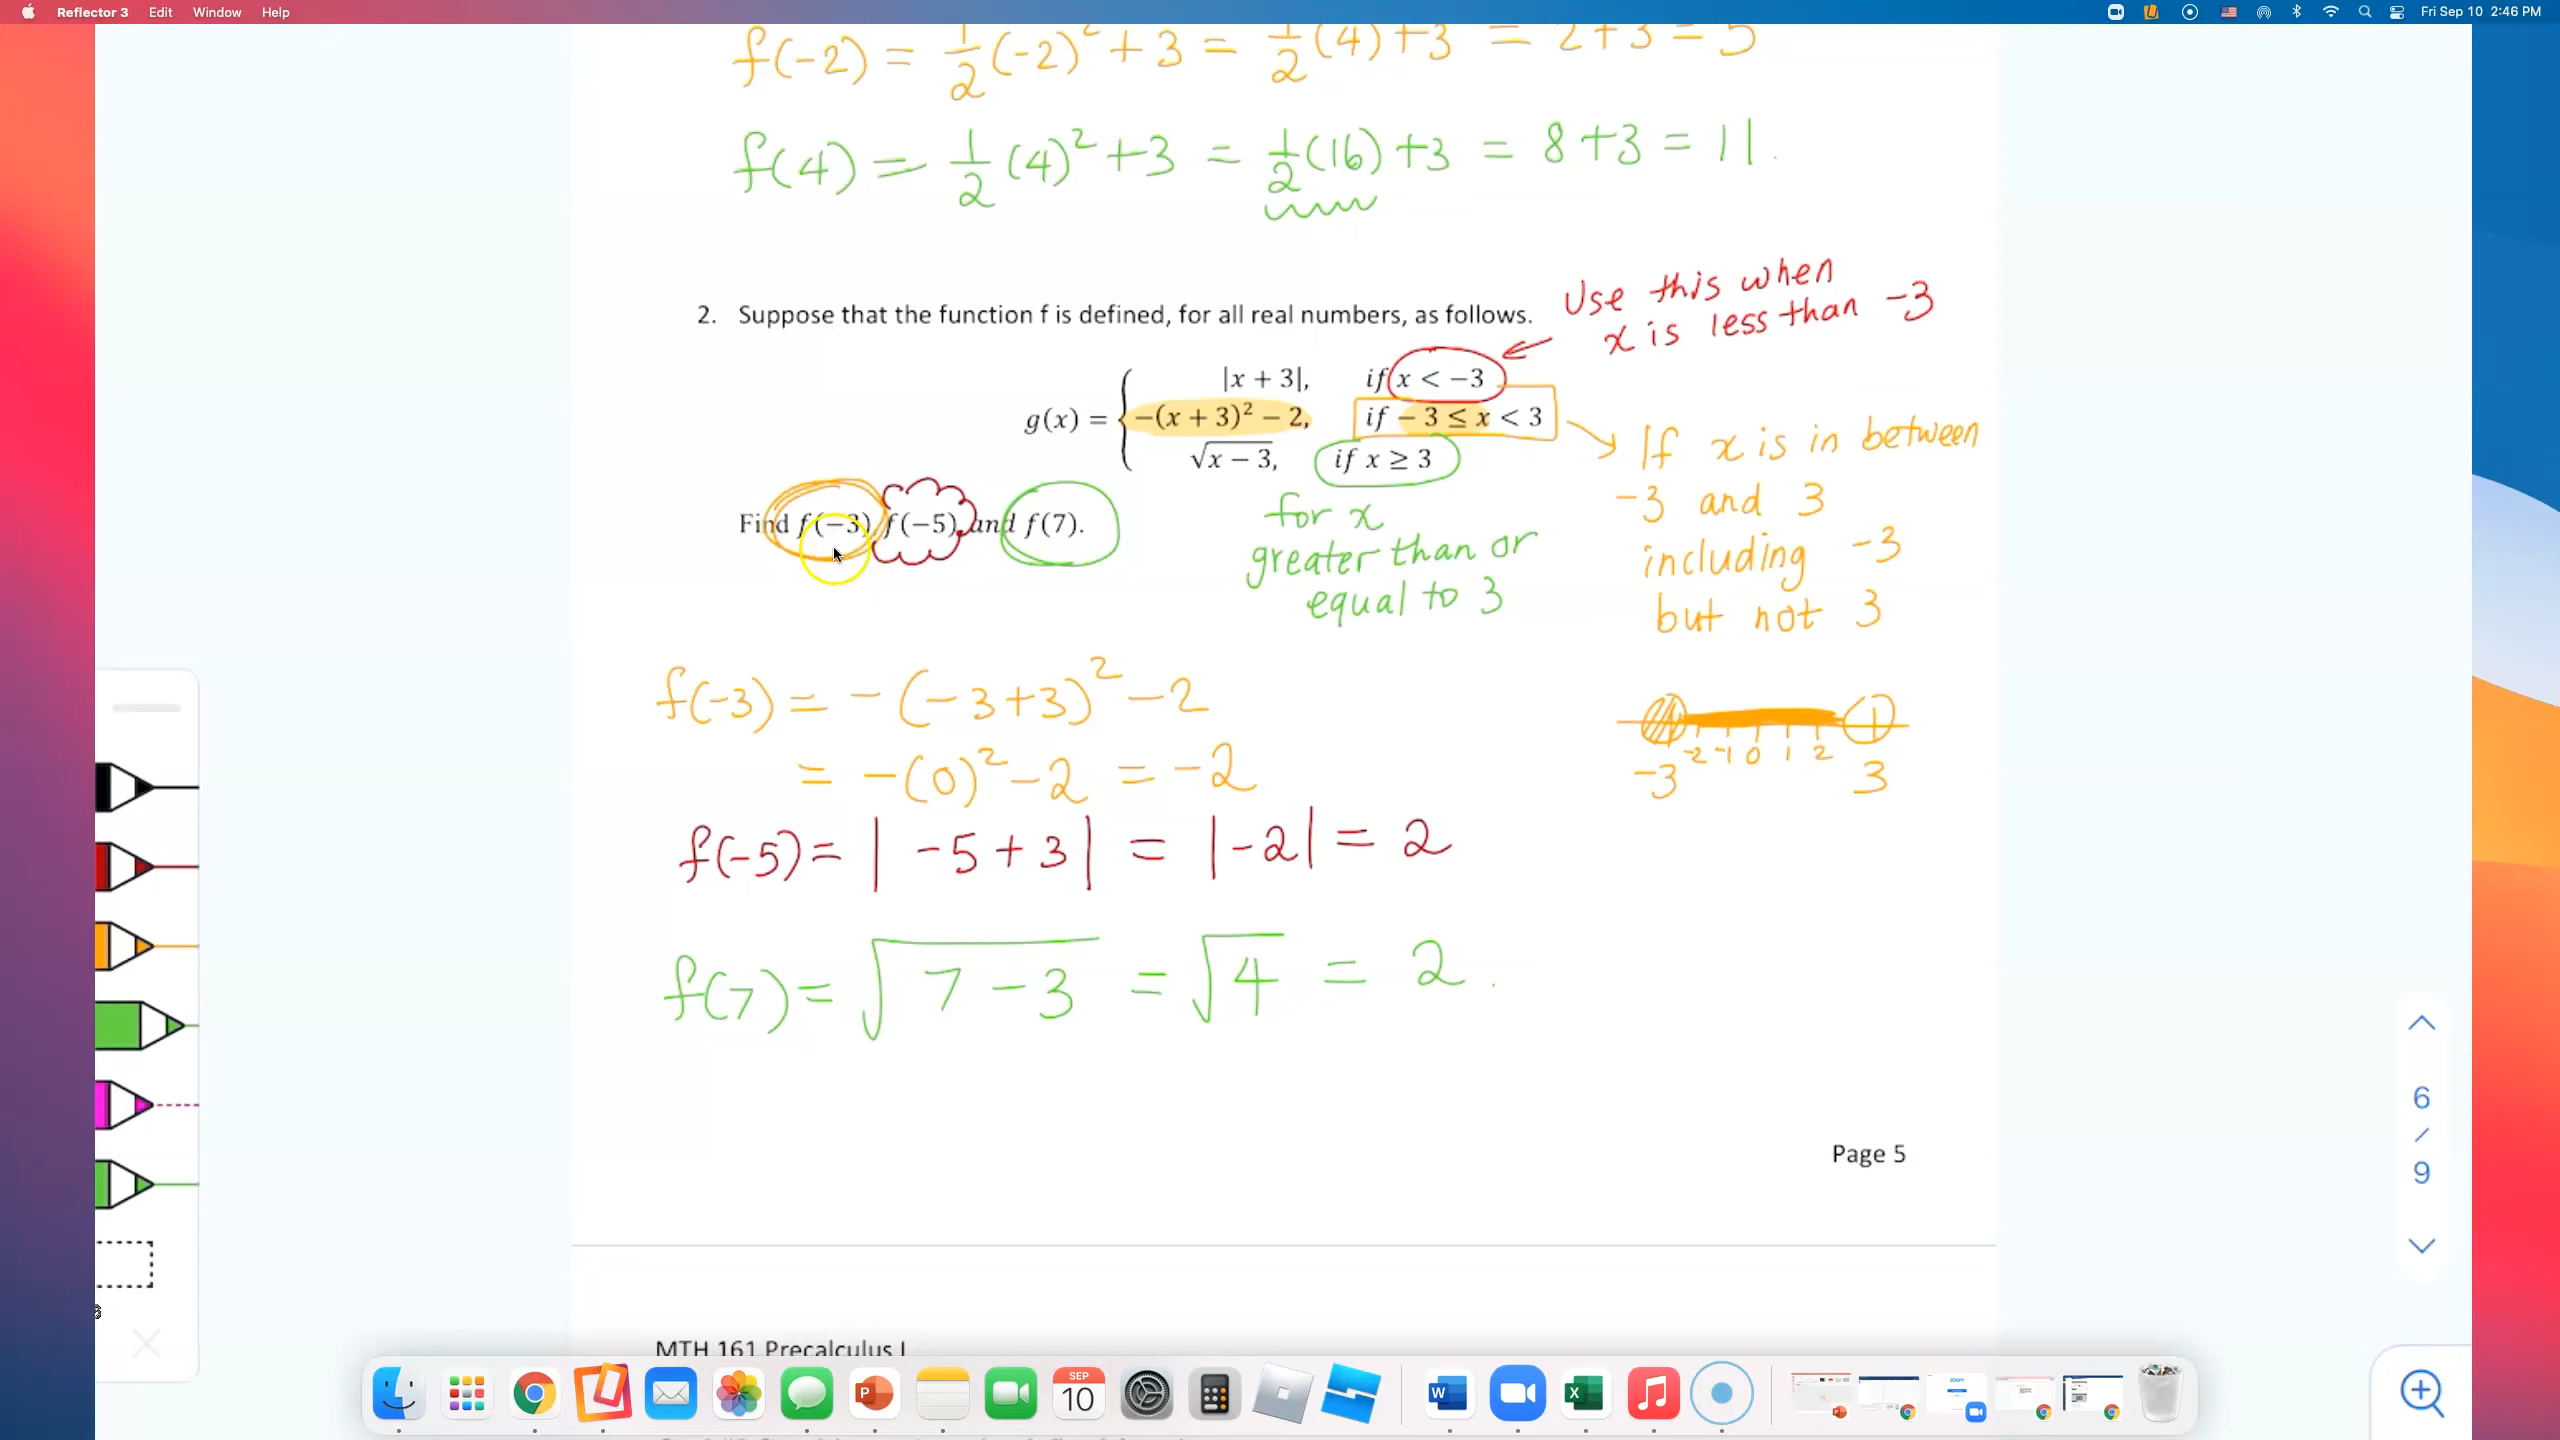 Reflector 3 Edit Window Help
Fri Sep 10 2:46 PM
f(-2) = 1/2 (-2)² + 3 = 1/2 (4) + 3 = 2+3 = 5
f(4) = 1/2 (4)² + 3 = 1/2 (16) + 3 = 8+3 = 11
2. Suppose that the function f is defined, for all real numbers, as follows.
Use this when
x is less than -3
|x + 3|, if x < −3
g(x) = { −(x + 3)² − 2, if − 3 ≤ x < 3
√x − 3, if x ≥ 3
If x is in between
-3 and 3
including -3
but not 3
Find f(−3) f(−5), and f(7).
for x
greater than or
equal to 3
f(-3) = -(-3+3)² -2
= -(0)² -2 = -2
-2 -1 0 1 2
-3 3
f(-5) = |-5+3| = |-2| = 2
f(7) = √7-3 = √4 = 2.
6
/
9
Page 5
MTH 161 Precalculus I
SEP
10